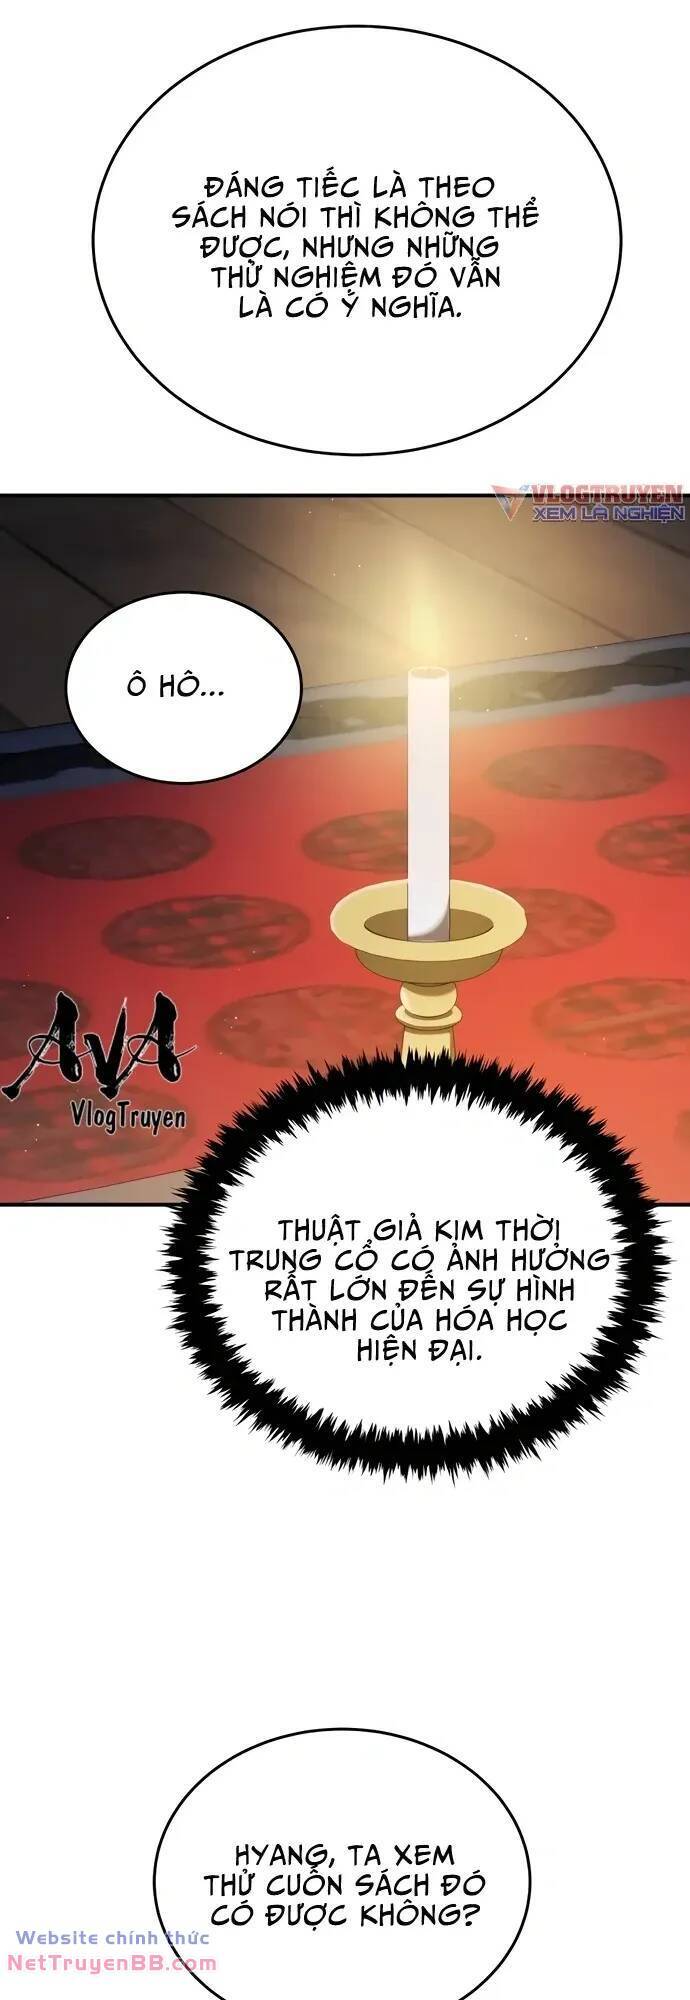 ĐÁNG TIẾC LÀ THEO
SÁCH NÓI THÌ KHÔNG THỂ
ĐƯỢC, NHƯNG NHỮNG
THỬ NGHIỆM ĐÓ VẪN
LÀ CÓ Ý NGHĨA.
VLOGTRUYEN
XEM LÀ NGHIỆN
Ô HÔ...
AVA
VlogTruyen
THUẬT GIẢ KIM THỜI
TRUNG CỔ CÓ ẢNH HƯỞNG
RẤT LỚN ĐẾN SỰ HÌNH
THÀNH CỦA HÓA HỌC
HIỆN ĐẠI.
HYANG, TA XEM
THỬ CUỐN SÁCH ĐÓ
CÓ ĐƯỢC KHÔNG?
Website chính thức
NetTruyenBB.com